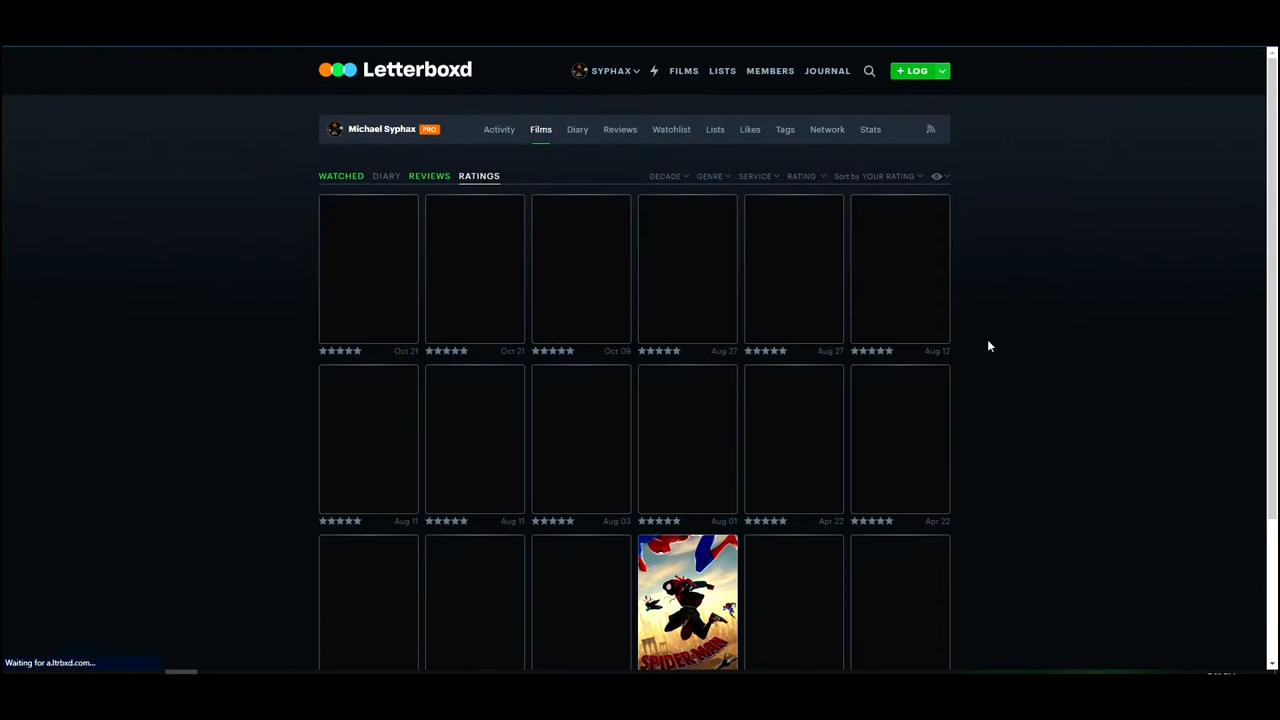 Letterboxd
SYPHAX FILMS LISTS MEMBERS JOURNAL + LOG
Michael Syphax PRO Activity Films Diary Reviews Watchlist Lists Likes Tags Network Stats
WATCHED DIARY REVIEWS RATINGS DECADE GENRE SERVICE RATING Sort by YOUR RATING
★★★★★ Oct 21 ★★★★★ Oct 21 ★★★★★ Oct 09 ★★★★★ Aug 27 ★★★★★ Aug 27 ★★★★★ Aug 12
★★★★★ Aug 11 ★★★★★ Aug 11 ★★★★★ Aug 03 ★★★★★ Aug 01 ★★★★★ Apr 22 ★★★★★ Apr 22
SPIDER-MAN
Waiting for a.ltrbxd.com...